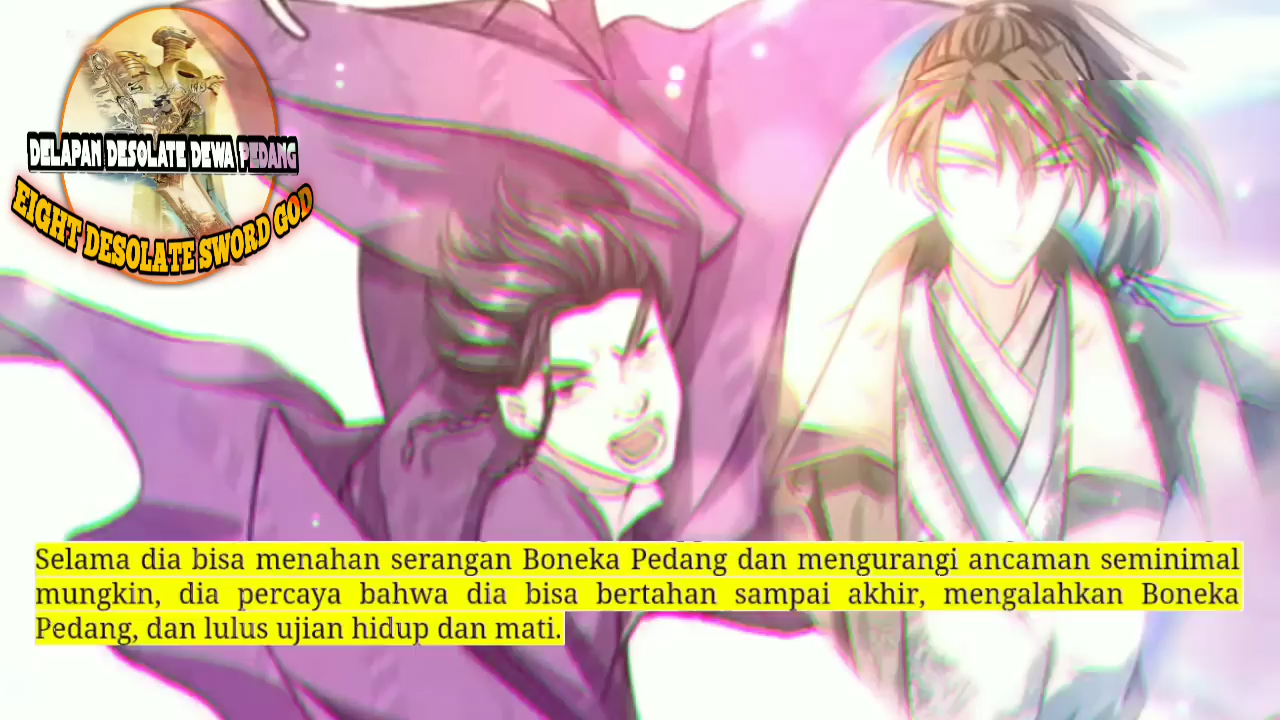 DELAPAN DESOLATE DEWA PEDANG
EIGHT DESOLATE SWORD GOD
Selama dia bisa menahan serangan Boneka Pedang dan mengurangi ancaman seminimal
mungkin, dia percaya bahwa dia bisa bertahan sampai akhir, mengalahkan Boneka
Pedang, dan lulus ujian hidup dan mati.